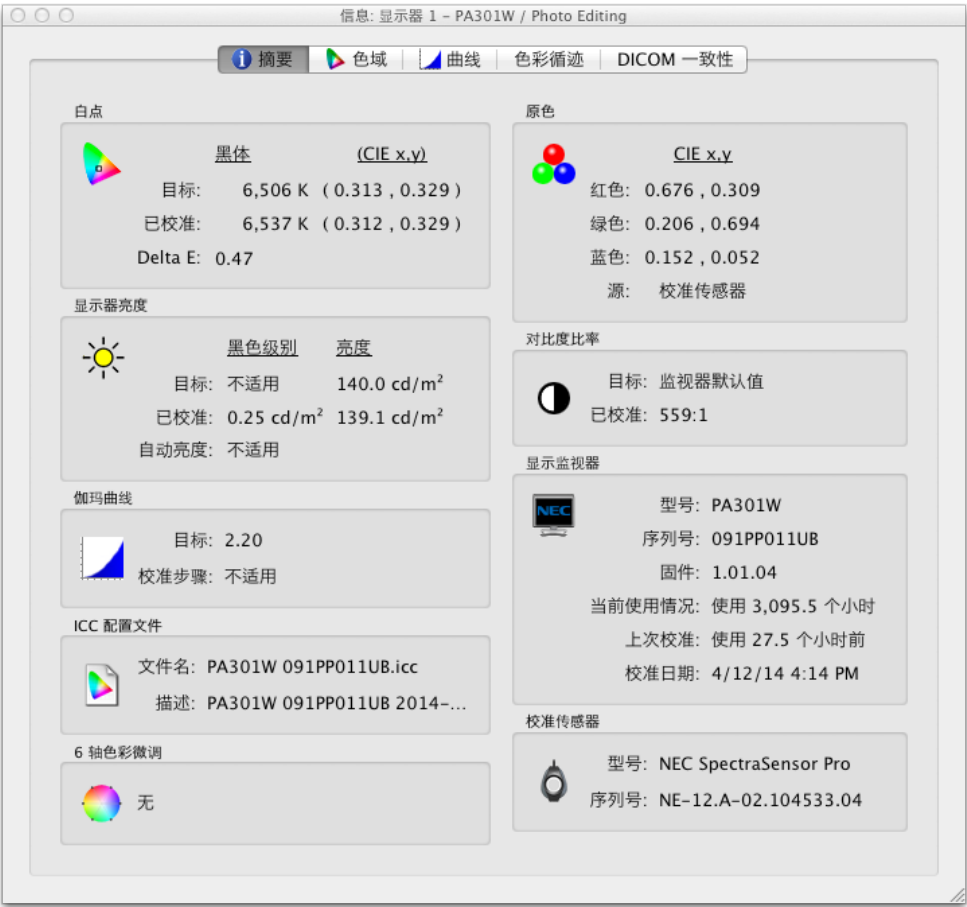 信息: 显示器 1 – PA301W / Photo Editing
摘要 色域 曲线 色彩循迹 DICOM 一致性
白点
黑体 (CIE x,y)
目标: 6,506 K ( 0.313 , 0.329 )
已校准: 6,537 K ( 0.312 , 0.329 )
Delta E: 0.47
显示器亮度
黑色级别 亮度
目标: 不适用 140.0 cd/m²
已校准: 0.25 cd/m² 139.1 cd/m²
自动亮度: 不适用
伽玛曲线
目标: 2.20
校准步骤: 不适用
ICC 配置文件
文件名: PA301W 091PP011UB.icc
描述: PA301W 091PP011UB 2014-...
6 轴色彩微调
无
原色
CIE x,y
红色: 0.676 , 0.309
绿色: 0.206 , 0.694
蓝色: 0.152 , 0.052
源: 校准传感器
对比度比率
目标: 监视器默认值
已校准: 559:1
显示监视器
NEC
型号: PA301W
序列号: 091PP011UB
固件: 1.01.04
当前使用情况: 使用 3,095.5 个小时
上次校准: 使用 27.5 个小时前
校准日期: 4/12/14 4:14 PM
校准传感器
型号: NEC SpectraSensor Pro
序列号: NE-12.A-02.104533.04